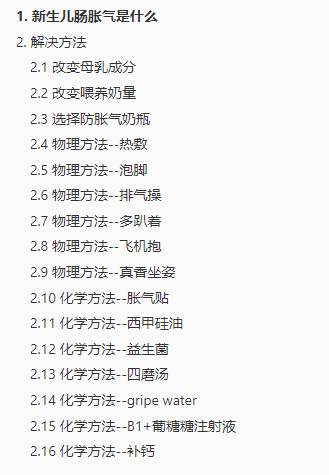 1. 新生儿肠胀气是什么
2. 解决方法
2.1 改变母乳成分
2.2 改变喂养奶量
2.3 选择防胀气奶瓶
2.4 物理方法--热敷
2.5 物理方法--泡脚
2.6 物理方法--排气操
2.7 物理方法--多趴着
2.8 物理方法--飞机抱
2.9 物理方法--真香坐姿
2.10 化学方法--胀气贴
2.11 化学方法--西甲硅油
2.12 化学方法--益生菌
2.13 化学方法--四磨汤
2.14 化学方法--gripe water
2.15 化学方法--B1+葡糖糖注射液
2.16 化学方法--补钙